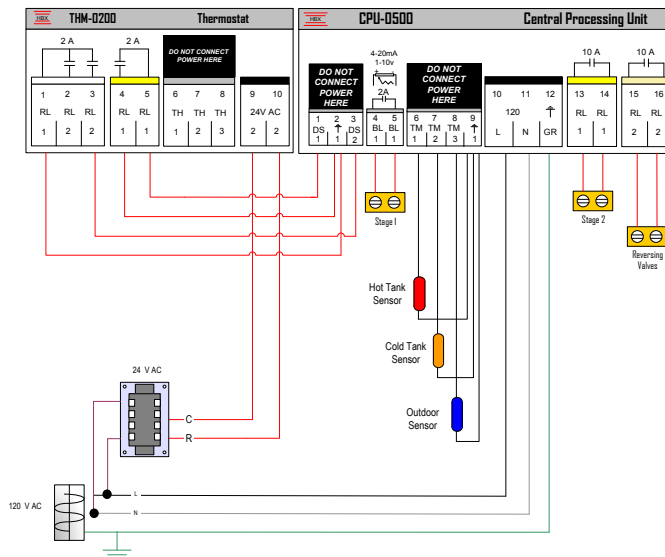 HBX THM-0200 Thermostat
2 A 2 A
DO NOT CONNECT POWER HERE
1 2 3 4 5 6 7 8 9 10
RL RL RL RL RL TH TH TH 24V AC
1 2 2 1 1 1 2 3 2 2
HBX CPU-0500 Central Processing Unit
4-20mA
1-10v
+
2A
10 A 10 A
DO NOT CONNECT POWER HERE
DO NOT CONNECT POWER HERE
1 2 3 4 5 6 7 8 9 10 11 12 13 14 15 16
DS DS BL BL TM TM TM 120 RL RL RL RL
1 1 2 1 1 1 2 3 1 L N GR 1 1 2 2
Stage 1
Stage 2
Reversing
Valves
Hot Tank
Sensor
Cold Tank
Sensor
Outdoor
Sensor
24 V AC
C
R
120 V AC
L
N